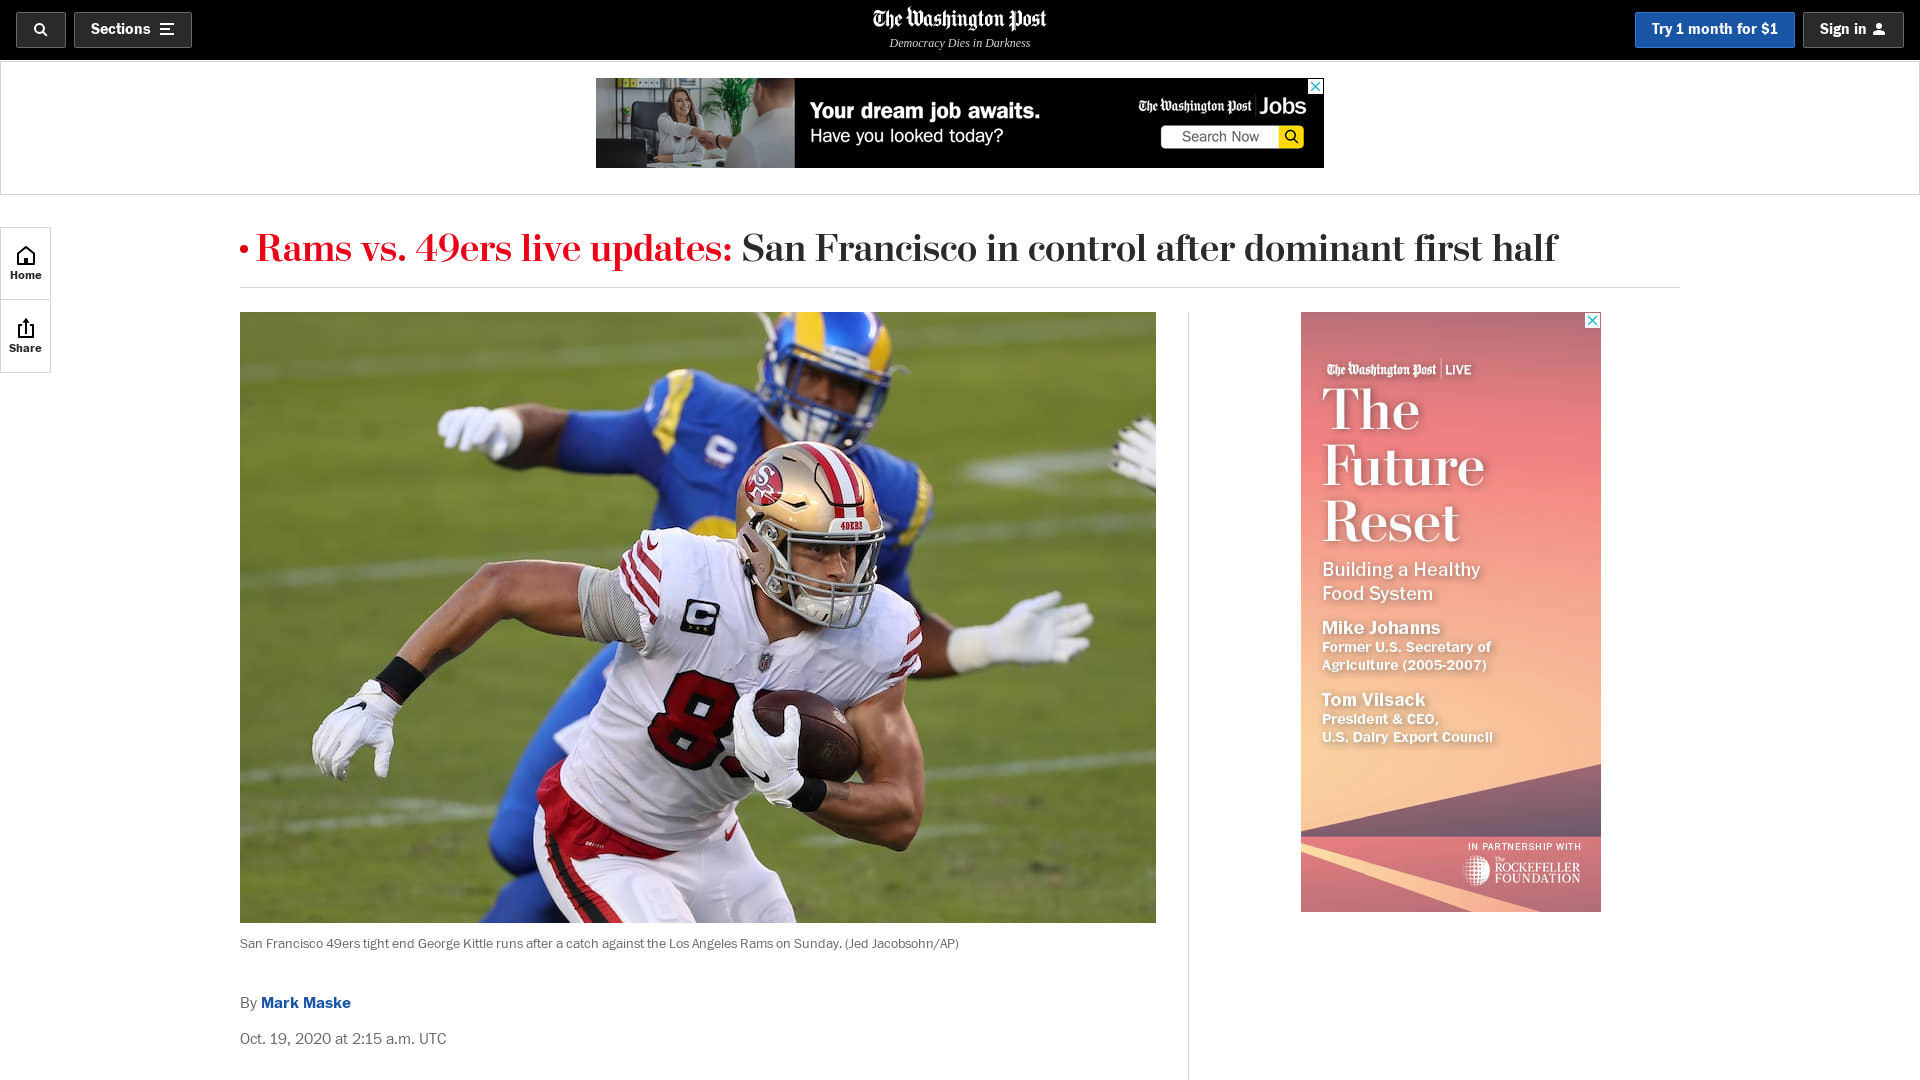 Sections
The Washington Post
Democracy Dies in Darkness
Try 1 month for $1
Sign in
Your dream job awaits.
Have you looked today?
The Washington Post Jobs
Search Now
Home
Share
Rams vs. 49ers live updates: San Francisco in control after dominant first half
C
49ERS
C
8
San Francisco 49ers tight end George Kittle runs after a catch against the Los Angeles Rams on Sunday. (Jed Jacobsohn/AP)
By Mark Maske
Oct. 19, 2020 at 2:15 a.m. UTC
The Washington Post LIVE
The
Future
Reset
Building a Healthy
Food System
Mike Johanns
Former U.S. Secretary of
Agriculture (2005-2007)
Tom Vilsack
President & CEO,
U.S. Dairy Export Council
IN PARTNERSHIP WITH
The
ROCKEFELLER
FOUNDATION